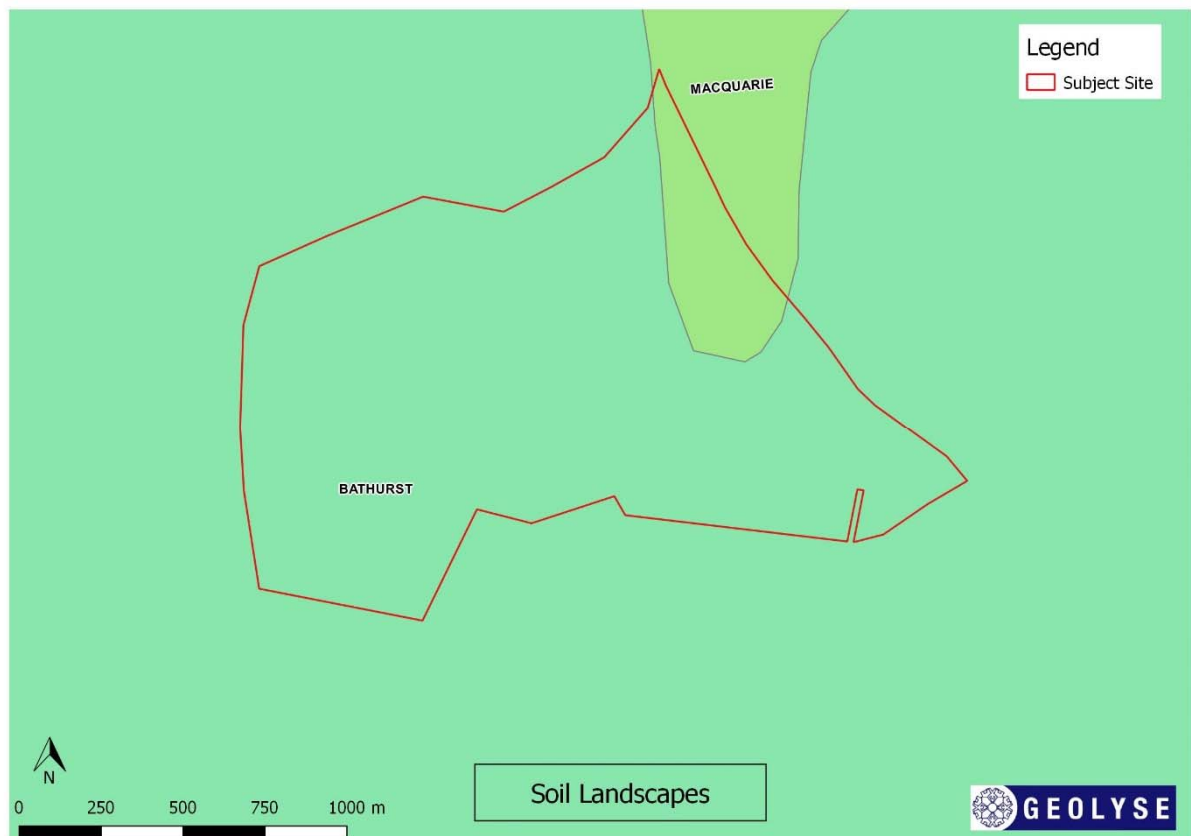 Legend
Subject Site
MACQUARIE
BATHURST
N
0 250 500 750 1000 m
Soil Landscapes
GEOLYSE